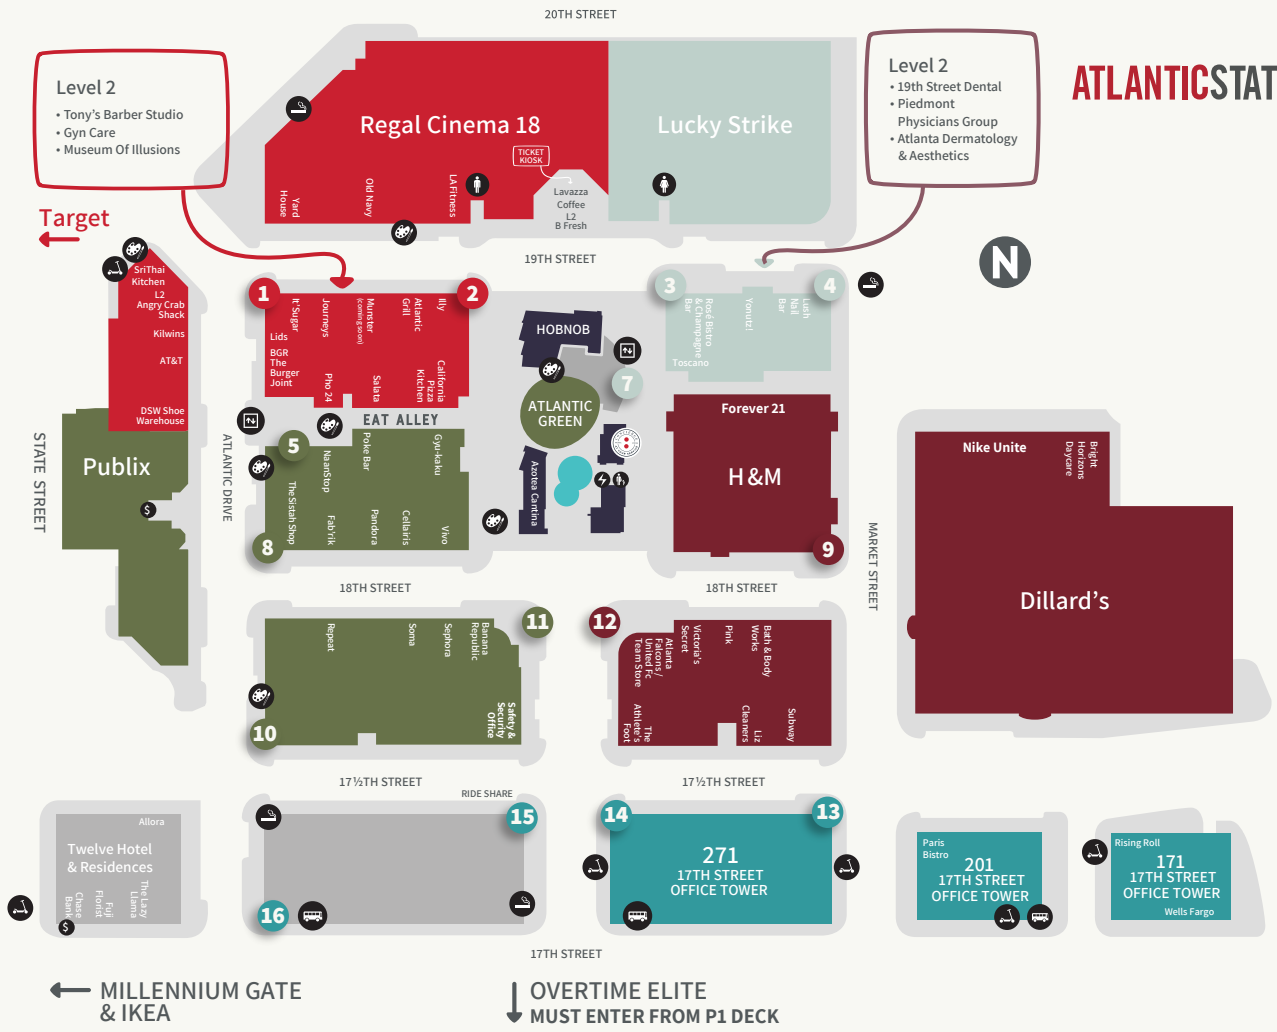 20TH STREET
Level 2
• Tony's Barber Studio
• Gyn Care
• Museum Of Illusions
Regal Cinema 18
Lucky Strike
TICKET
KIOSK
Yard
House
Old Navy
LA Fitness
Lavazza
Coffee
L2
B Fresh
Level 2
• 19th Street Dental
• Piedmont
Physicians Group
• Atlanta Dermatology
& Aesthetics
ATLANTICSTAT
Target
19TH STREET
N
SriThai
Kitchen
L2
Angry Crab
Shack
Kilwins
AT&T
DSW Shoe
Warehouse
1
2
It'Sugar
Journeys
Munster
(coming soon)
Atlantic
Grill
Illy
Lids
BGR
The
Burger
Joint
Pho 24
Salata
California
Pizza
Kitchen
HOBNOB
7
ATLANTIC
GREEN
Azotea Cantina
3
4
Rosé Bistro
& Champagne
Bar
Yonutz!
Lush
Nail
Bar
Toscano
EAT ALLEY
5
8
NaanStop
Poke Bar
Gyu-kaku
The Sistah Shop
Fab'rik
Pandora
Cellairis
Vivo
Publix
$
STATE STREET
ATLANTIC DRIVE
Forever 21
H&M
9
MARKET STREET
Nike Unite
Bright
Horizons
Daycare
Dillard's
18TH STREET
18TH STREET
11
10
Repeat
Soma
Sephora
Banana
Republic
Safety &
Security
Office
12
Atlanta
Falcons /
United Fc
Team Store
Victoria's
Secret
Pink
Bath & Body
Works
The
Athlete's
Foot
Liz
Cleaners
Subway
17½TH STREET
17½TH STREET
RIDE SHARE
Allora
Twelve Hotel
& Residences
Chase
Bank
Fuji
Florist
The Lazy
Llama
$
15
16
14
13
271
17TH STREET
OFFICE TOWER
Paris
Bistro
201
17TH STREET
OFFICE TOWER
Rising Roll
171
17TH STREET
OFFICE TOWER
Wells Fargo
17TH STREET
MILLENNIUM GATE
& IKEA
OVERTIME ELITE
MUST ENTER FROM P1 DECK